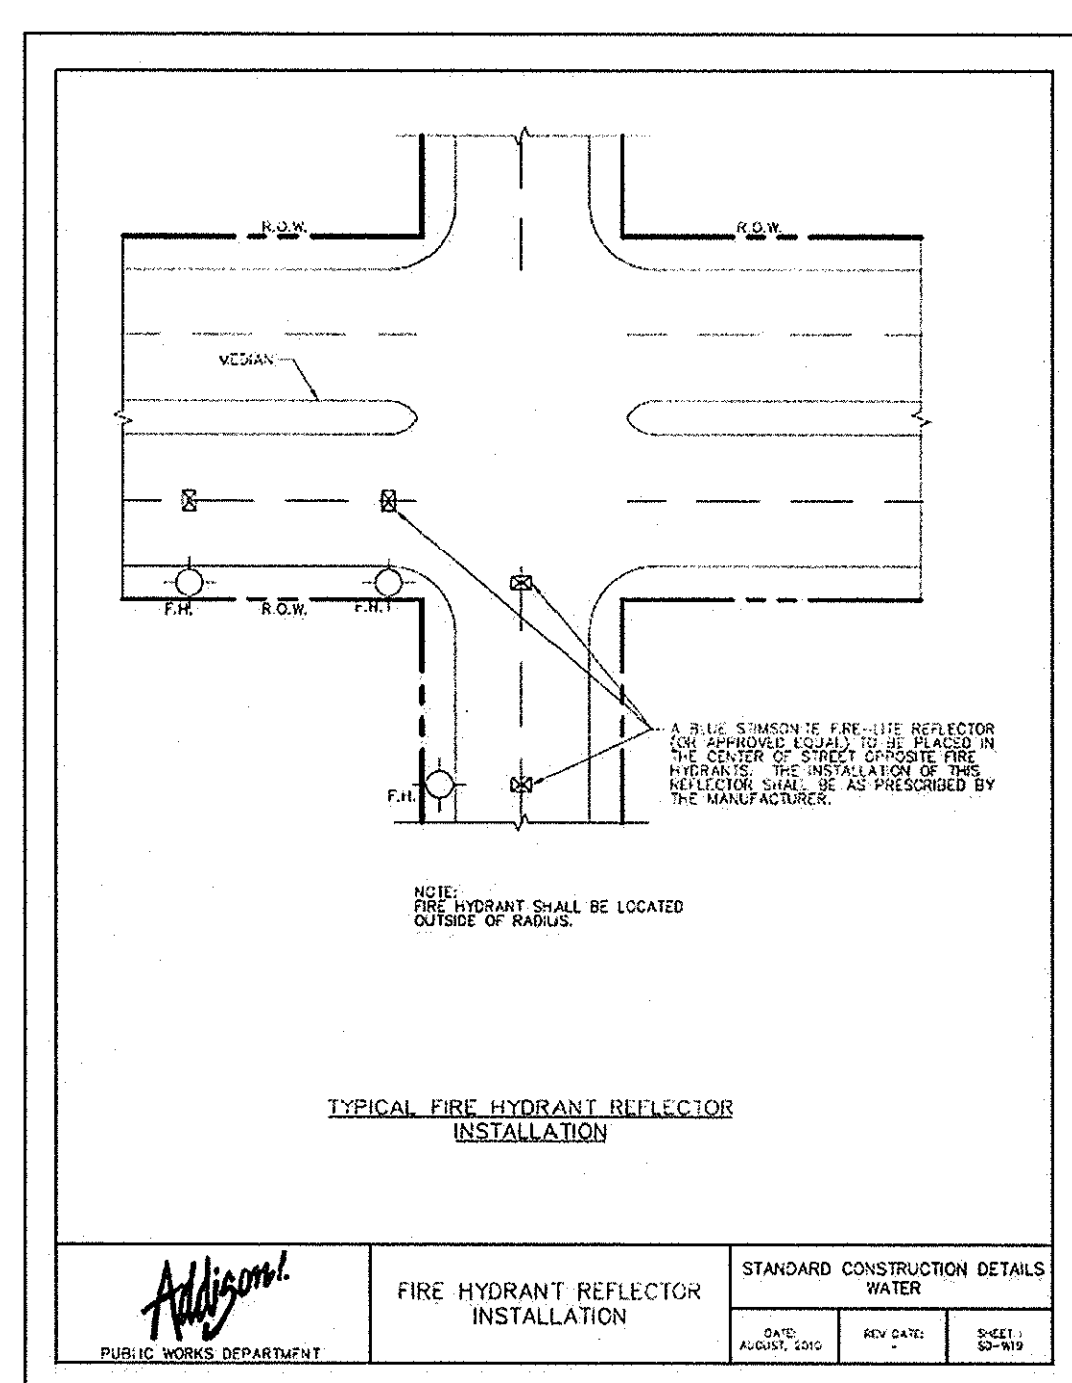 R.O.W.
R.O.W.
MEDIAN
F.H.
R.O.W.
F.H.
A BLUE STIMSONITE FIRE-LITE REFLECTOR
(OR APPROVED EQUAL) TO BE PLACED IN
THE CENTER OF STREET OPPOSITE FIRE
HYDRANTS. THE INSTALLATION OF THIS
REFLECTOR SHALL BE AS PRESCRIBED BY
THE MANUFACTURER.
F.H.
NOTE:
FIRE HYDRANT SHALL BE LOCATED
OUTSIDE OF RADIUS.
TYPICAL FIRE HYDRANT REFLECTOR
INSTALLATION
Addison!
PUBLIC WORKS DEPARTMENT
FIRE HYDRANT REFLECTOR
INSTALLATION
STANDARD CONSTRUCTION DETAILS
WATER
DATE:
AUGUST, 2010
REV DATE:
-
SHEET:
SD-W19